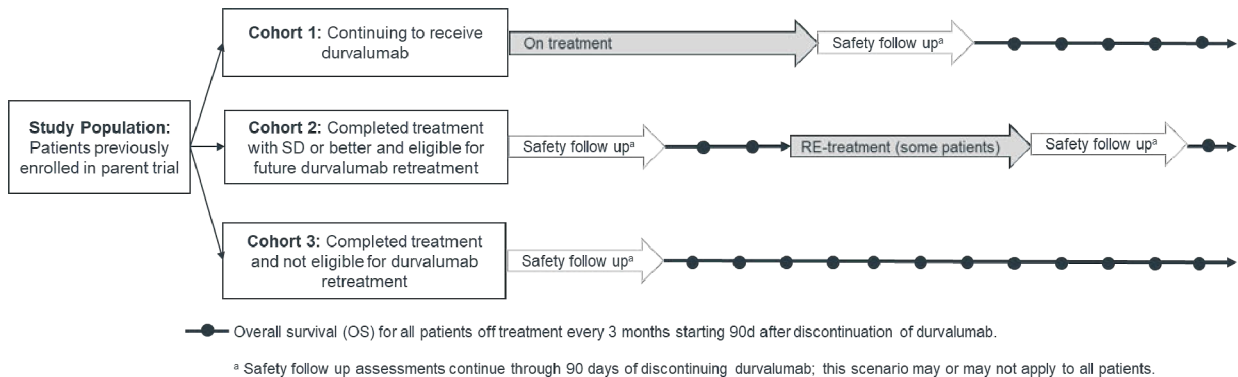 Study Population:
Patients previously
enrolled in parent trial
Cohort 1: Continuing to receive
durvalumab
On treatment
Safety follow upᵃ
Cohort 2: Completed treatment
with SD or better and eligible for
future durvalumab retreatment
Safety follow upᵃ
RE-treatment (some patients)
Safety follow upᵃ
Cohort 3: Completed treatment
and not eligible for durvalumab
retreatment
Safety follow upᵃ
Overall survival (OS) for all patients off treatment every 3 months starting 90d after discontinuation of durvalumab.
ᵃ Safety follow up assessments continue through 90 days of discontinuing durvalumab; this scenario may or may not apply to all patients.